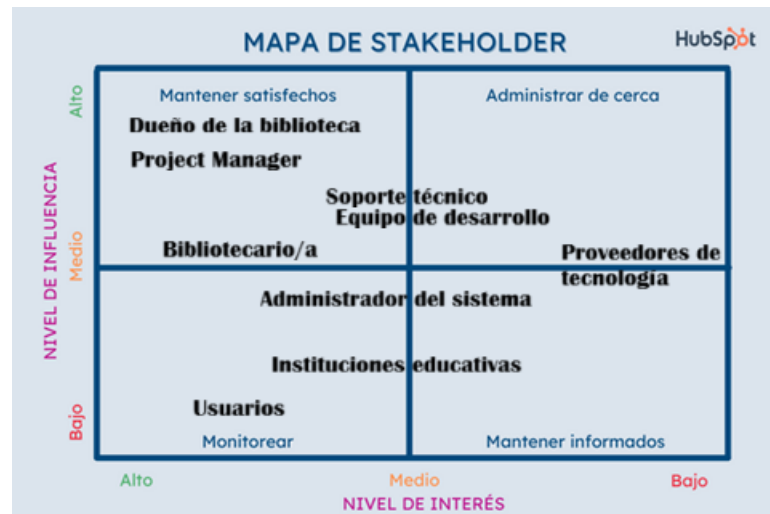 MAPA DE STAKEHOLDER
HubSpot
Mantener satisfechos
Administrar de cerca
Dueño de la biblioteca
Project Manager
Soporte técnico
Equipo de desarrollo
Bibliotecario/a
Proveedores de
tecnología
Administrador del sistema
Instituciones educativas
Usuarios
Monitorear
Mantener informados
NIVEL DE INFLUENCIA
Alto
Medio
Bajo
Alto
Medio
Bajo
NIVEL DE INTERÉS